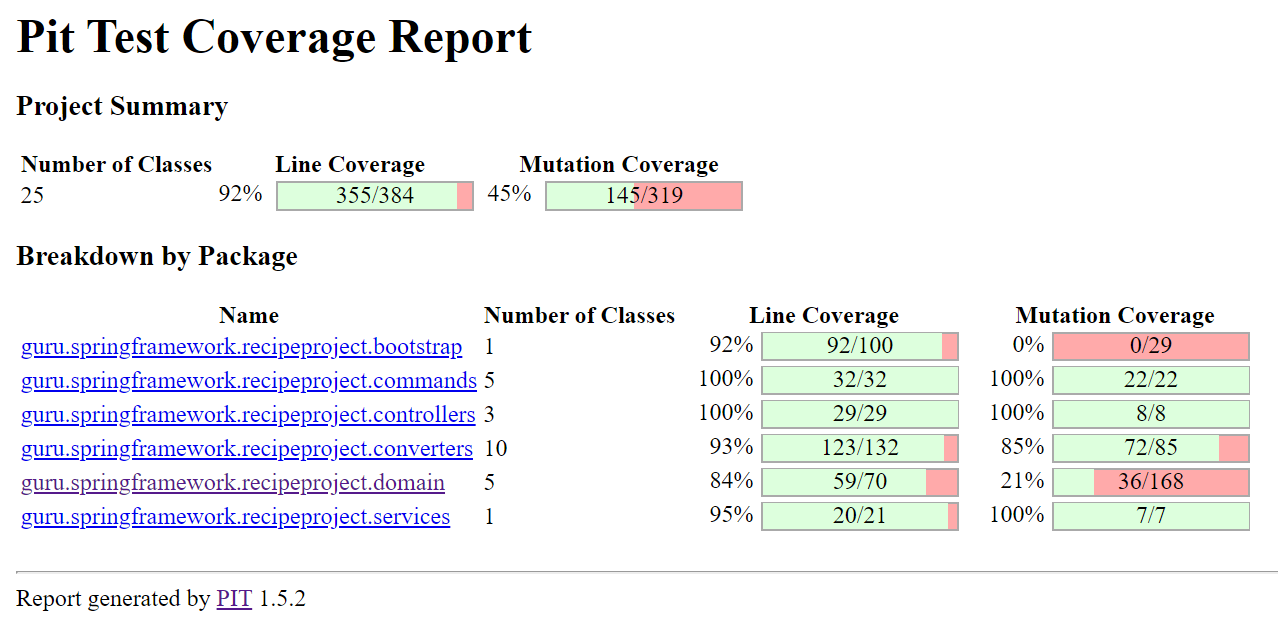 Pit Test Coverage Report
Project Summary
Number of Classes Line Coverage Mutation Coverage
25 92% 355/384 45% 145/319
Breakdown by Package
Name Number of Classes Line Coverage Mutation Coverage
guru.springframework.recipeproject.bootstrap 1 92% 92/100 0% 0/29
guru.springframework.recipeproject.commands 5 100% 32/32 100% 22/22
guru.springframework.recipeproject.controllers 3 100% 29/29 100% 8/8
guru.springframework.recipeproject.converters 10 93% 123/132 85% 72/85
guru.springframework.recipeproject.domain 5 84% 59/70 21% 36/168
guru.springframework.recipeproject.services 1 95% 20/21 100% 7/7
Report generated by PIT 1.5.2